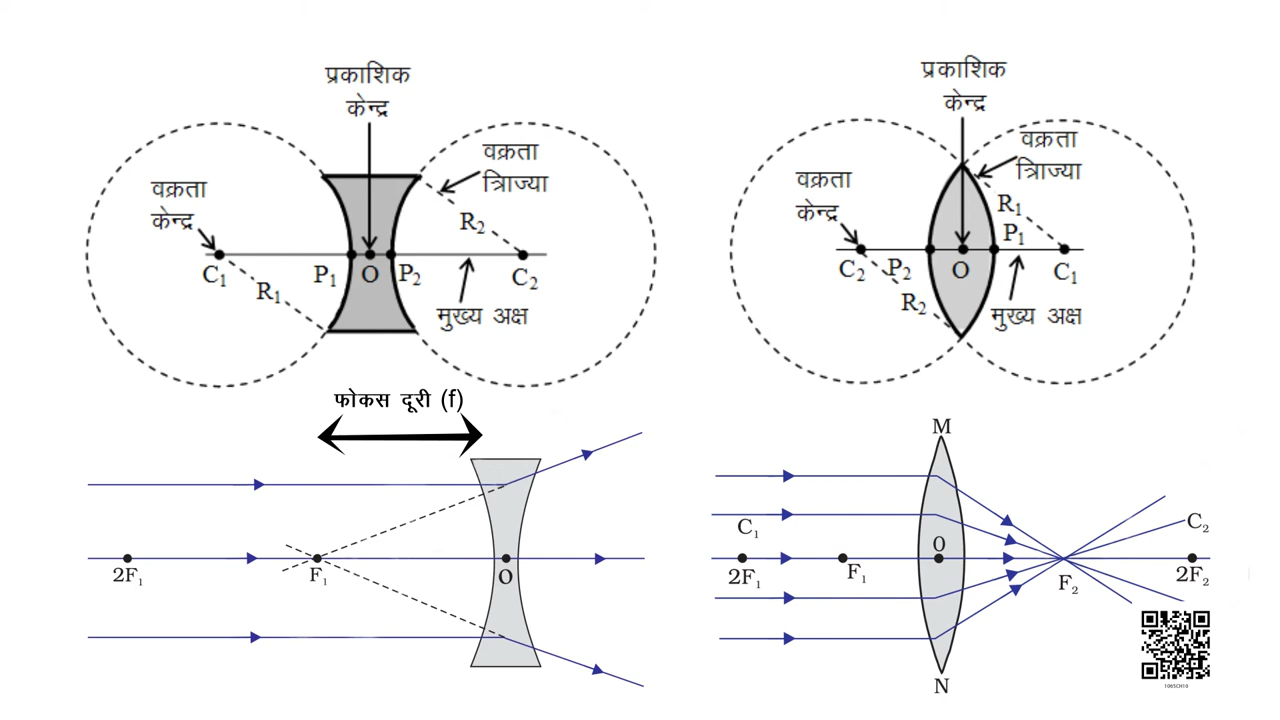 प्रकाशिक
केन्द्र
वक्रता
त्रिाज्या
वक्रता
केन्द्र
R₂
C₁
P₁
O
P₂
C₂
R₁
मुख्य अक्ष
प्रकाशिक
केन्द्र
वक्रता
त्रिाज्या
वक्रता
केन्द्र
R₁
P₁
C₂
P₂
O
C₁
R₂
मुख्य अक्ष
फोकस दूरी (f)
2F₁
F₁
O
M
C₁
C₂
O
2F₁
F₁
F₂
2F₂
N
1065CH10